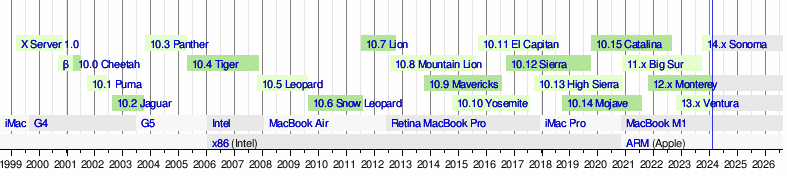 X Server 1.0 10.3 Panther 10.7 Lion 10.11 El Capitan 10.15 Catalina 14.x Sonoma
β 10.0 Cheetah 10.4 Tiger 10.8 Mountain Lion 10.12 Sierra 11.x Big Sur
10.1 Puma 10.5 Leopard 10.9 Mavericks 10.13 High Sierra 12.x Monterey
10.2 Jaguar 10.6 Snow Leopard 10.10 Yosemite 10.14 Mojave 13.x Ventura
iMac G4 G5 Intel MacBook Air Retina MacBook Pro iMac Pro MacBook M1
x86 (Intel) ARM (Apple)
1999 2000 2001 2002 2003 2004 2005 2006 2007 2008 2009 2010 2011 2012 2013 2014 2015 2016 2017 2018 2019 2020 2021 2022 2023 2024 2025 2026